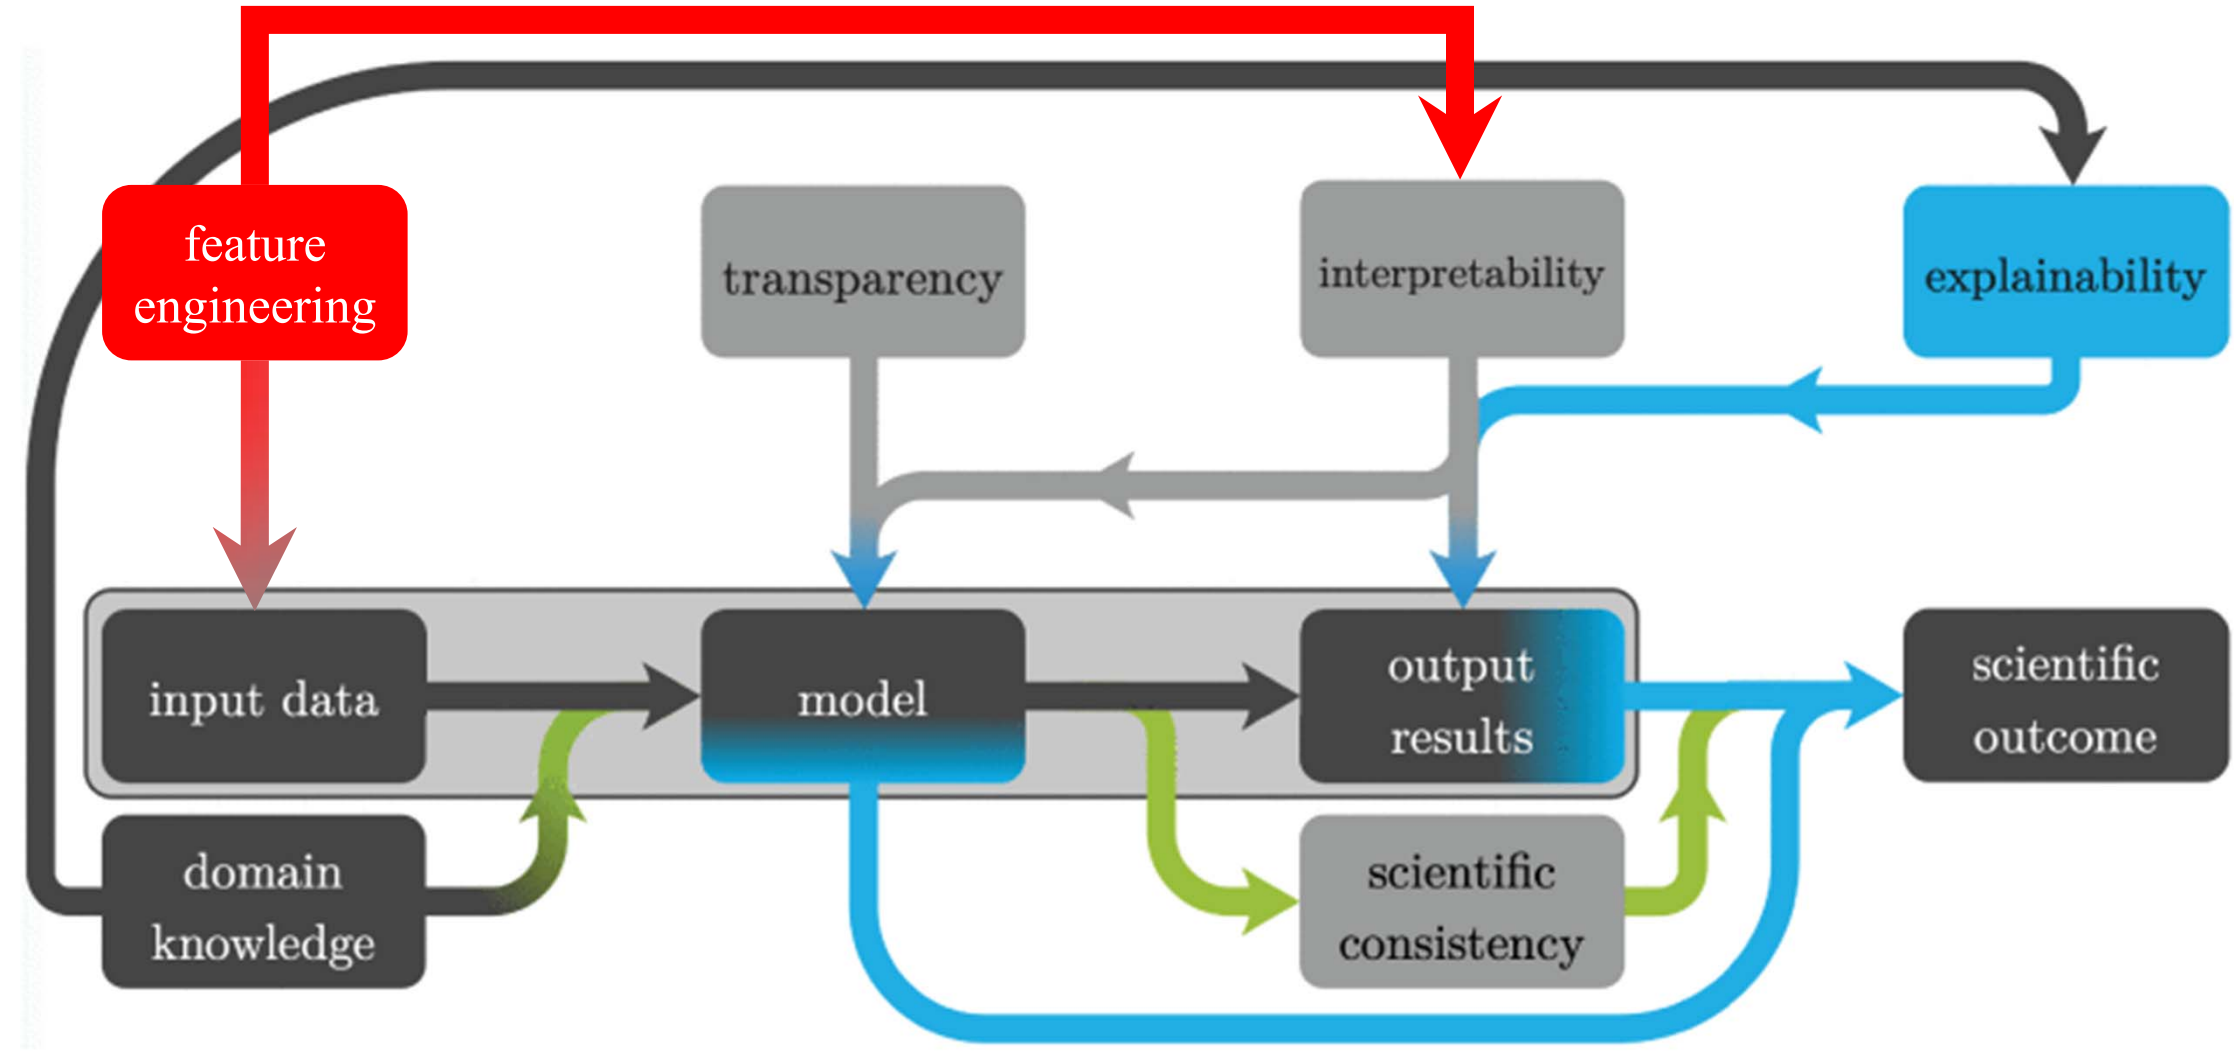 feature
engineering
transparency
interpretability
explainability
input data
model
output
results
scientific
outcome
domain
knowledge
scientific
consistency